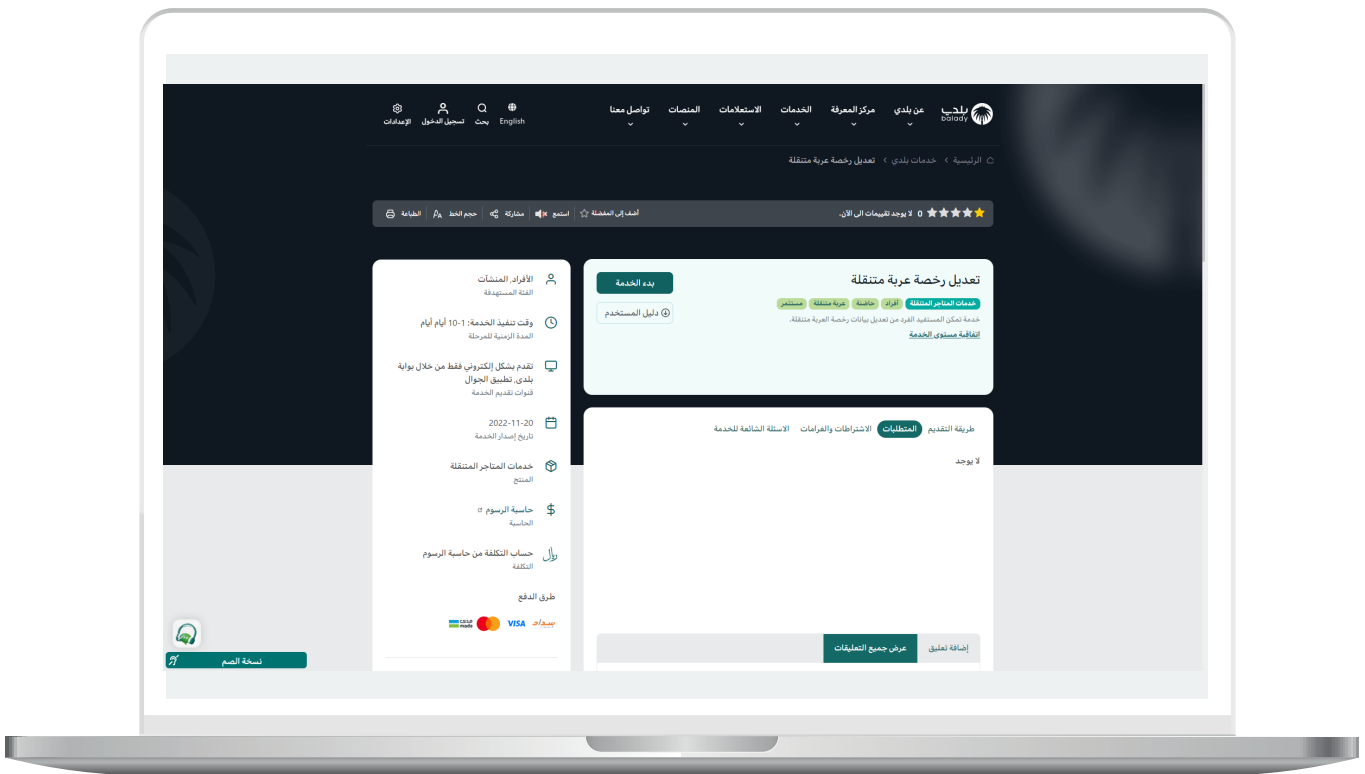 بلدي
balady
عن بلدي
مركز المعرفة
الخدمات
الاستعلامات
المنصات
تواصل معنا
English
بحث
تسجيل الدخول
الإعدادات
الرئيسية > خدمات بلدي > تعديل رخصة عربة متنقلة
0 لا يوجد تقييمات الى الآن.
أضف إلى المفضلة
استمع
مشاركة
حجم الخط
الطباعة
تعديل رخصة عربة متنقلة
بدء الخدمة
دليل المستخدم
خدمات المتاجر المتنقلة
افراد
حاضنة
عربة متنقلة
مستثمر
خدمة تمكن المستفيد الفرد من تعديل بيانات رخصة العربة متنقلة.
اتفاقية مستوى الخدمة
طريقة التقديم
المتطلبات
الاشتراطات والغرامات
الاسئلة الشائعة للخدمة
لا يوجد
إضافة تعليق
عرض جميع التعليقات
الأفراد, المنشآت
الفئة المستهدفة
وقت تنفيذ الخدمة: 1-10 أيام أيام
المدة الزمنية للمرحلة
تقدم بشكل إلكتروني فقط من خلال بوابة
بلدي, تطبيق الجوال
قنوات تقديم الخدمة
2022-11-20
تاريخ إصدار الخدمة
خدمات المتاجر المتنقلة
المنتج
حاسبة الرسوم
الحاسبة
حساب التكلفة من حاسبة الرسوم
التكلفة
طرق الدفع
سداد
VISA
مدى
mada
نسخة الصم